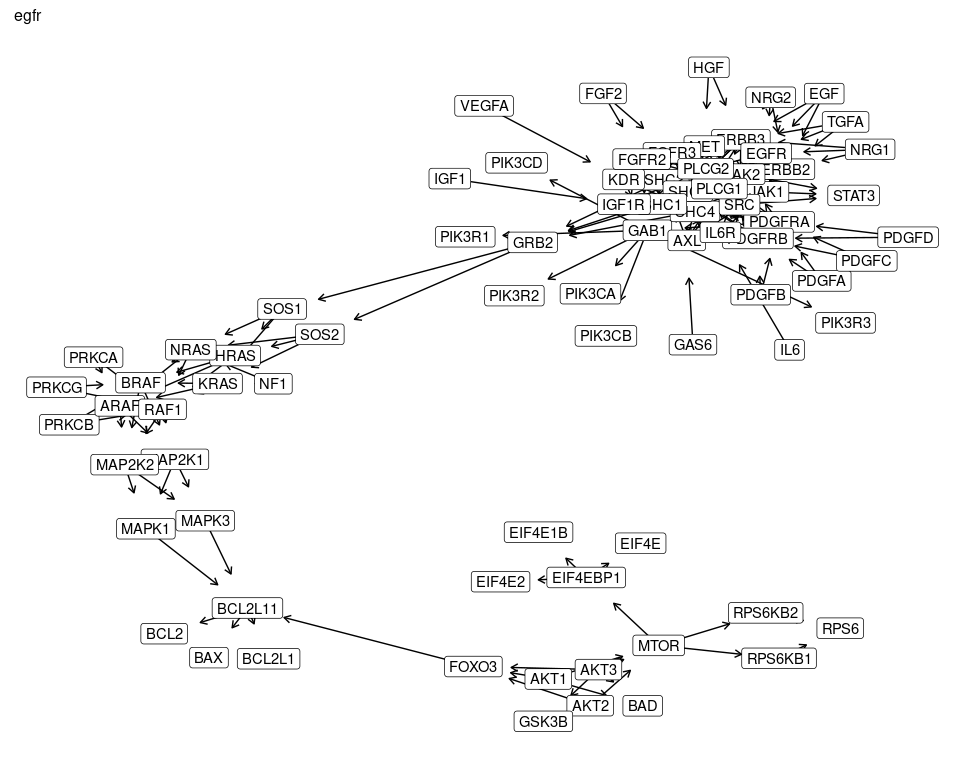 egfr
HGF
FGF2
NRG2
EGF
VEGFA
TGFA
ERBB3
MET
NRG1
EGFR
FGFR2
PIK3CD
PLCG2
ERBB2
IGF1
KDR
PLCG1
STAT3
IGF1R
SRC
PDGFRA
GAB1
IL6R
AXL
PIK3R1
GRB2
PDGFD
PDGFC
PDGFA
PIK3R2
PIK3CA
PDGFB
SOS1
PIK3R3
PIK3CB
SOS2
GAS6
IL6
NRAS
HRAS
PRKCA
BRAF
KRAS
NF1
PRKCG
RAF1
PRKCB
MAP2K2
MAPK3
MAPK1
EIF4E1B
EIF4E
EIF4E2
EIF4EBP1
BCL2L11
RPS6KB2
BCL2
RPS6
MTOR
BAX
BCL2L1
RPS6KB1
FOXO3
AKT3
AKT1
AKT2
BAD
GSK3B